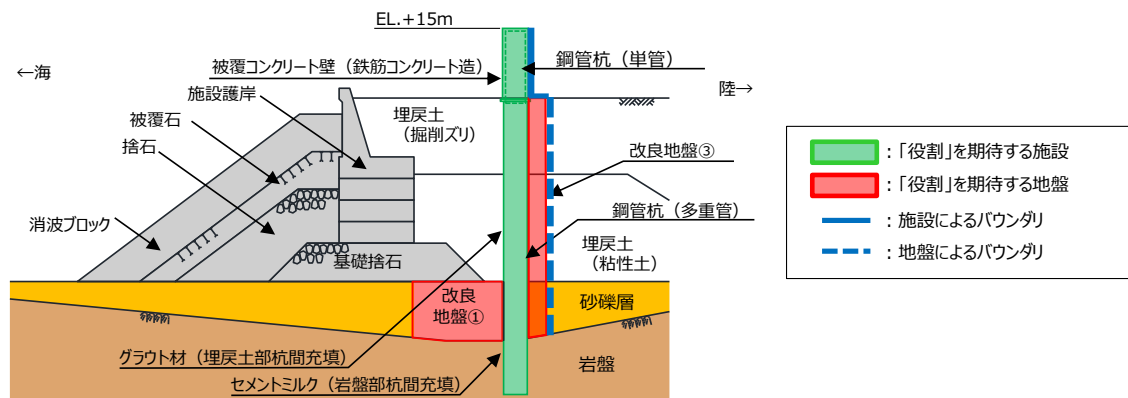 EL.+15m
←海
被覆コンクリート壁（鉄筋コンクリート造）
鋼管杭（単管）
陸→
施設護岸
埋戻土
（掘削ズリ）
被覆石
捨石
改良地盤③
鋼管杭（多重管）
消波ブロック
埋戻土
（粘性土）
基礎捨石
改良
地盤①
砂礫層
グラウト材（埋戻土部杭間充填）
岩盤
セメントミルク（岩盤部杭間充填）
：「役割」を期待する施設
：「役割」を期待する地盤
：施設によるバウンダリ
：地盤によるバウンダリ